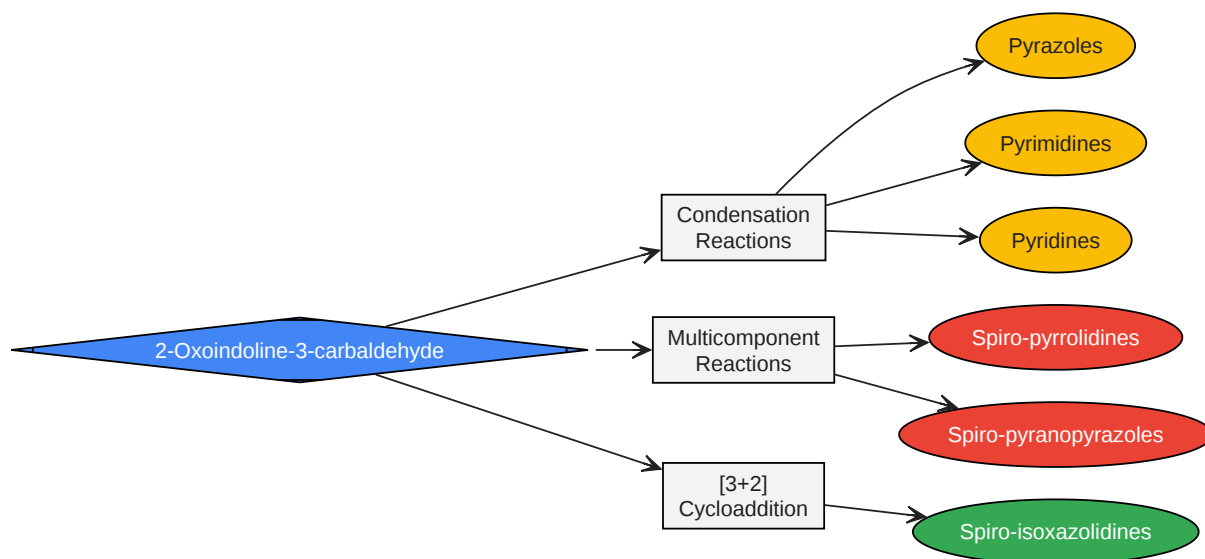 Pyrazoles
Pyrimidines
Condensation
Reactions
Pyridines
2-Oxoindoline-3-carbaldehyde
Multicomponent
Reactions
Spiro-pyrrolidines
Spiro-pyranopyrazoles
[3+2]
Cycloaddition
Spiro-isoxazolidines